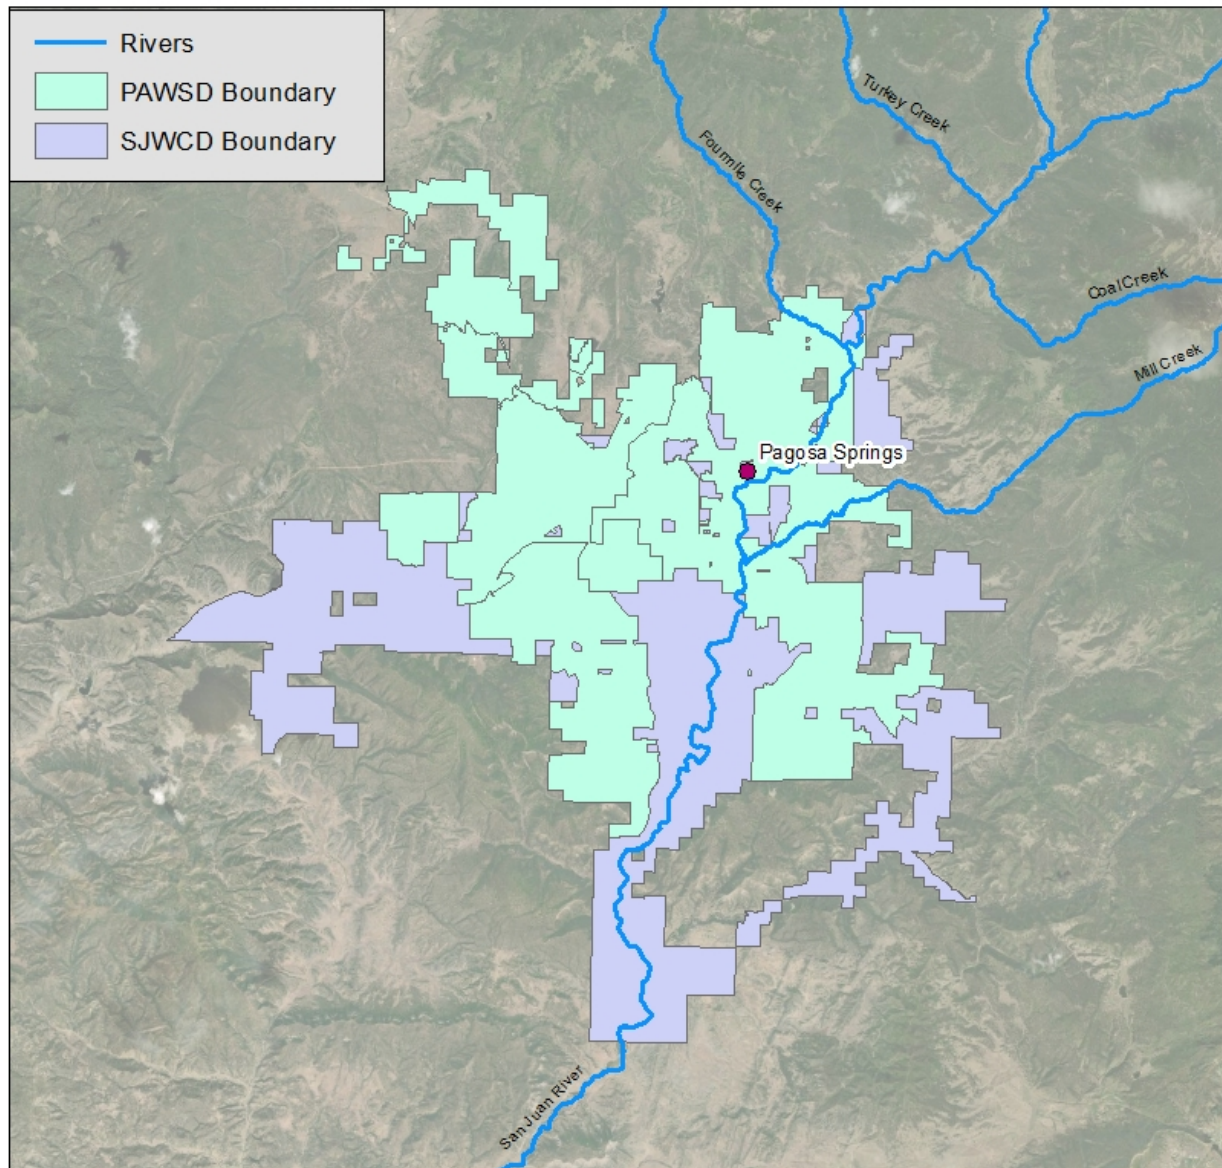 Rivers
PAWSD Boundary
SJWCD Boundary
Turkey Creek
Fourmile Creek
Coal Creek
Mill Creek
Pagosa Springs
San Juan River